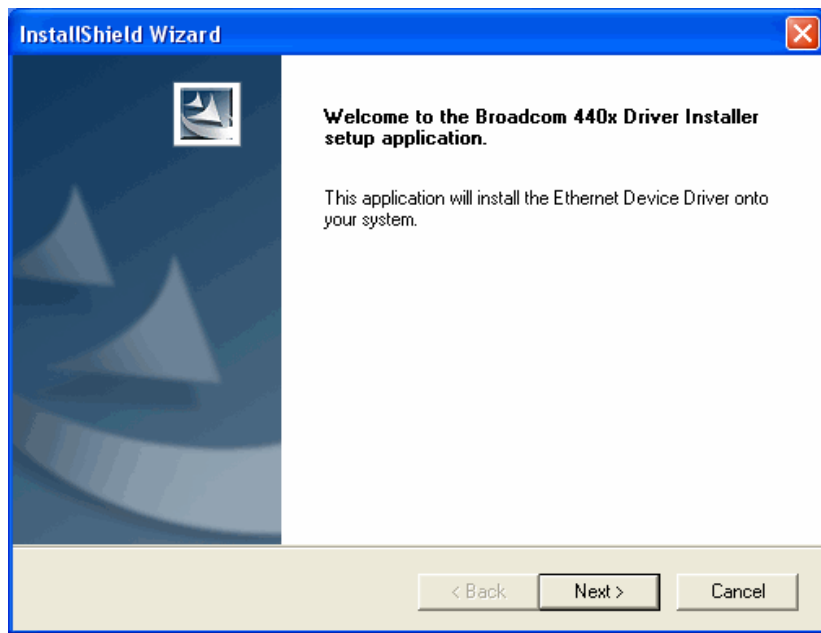 InstallShield Wizard
Welcome to the Broadcom 440x Driver Installer
setup application.
This application will install the Ethernet Device Driver onto
your system.
< Back
Next >
Cancel